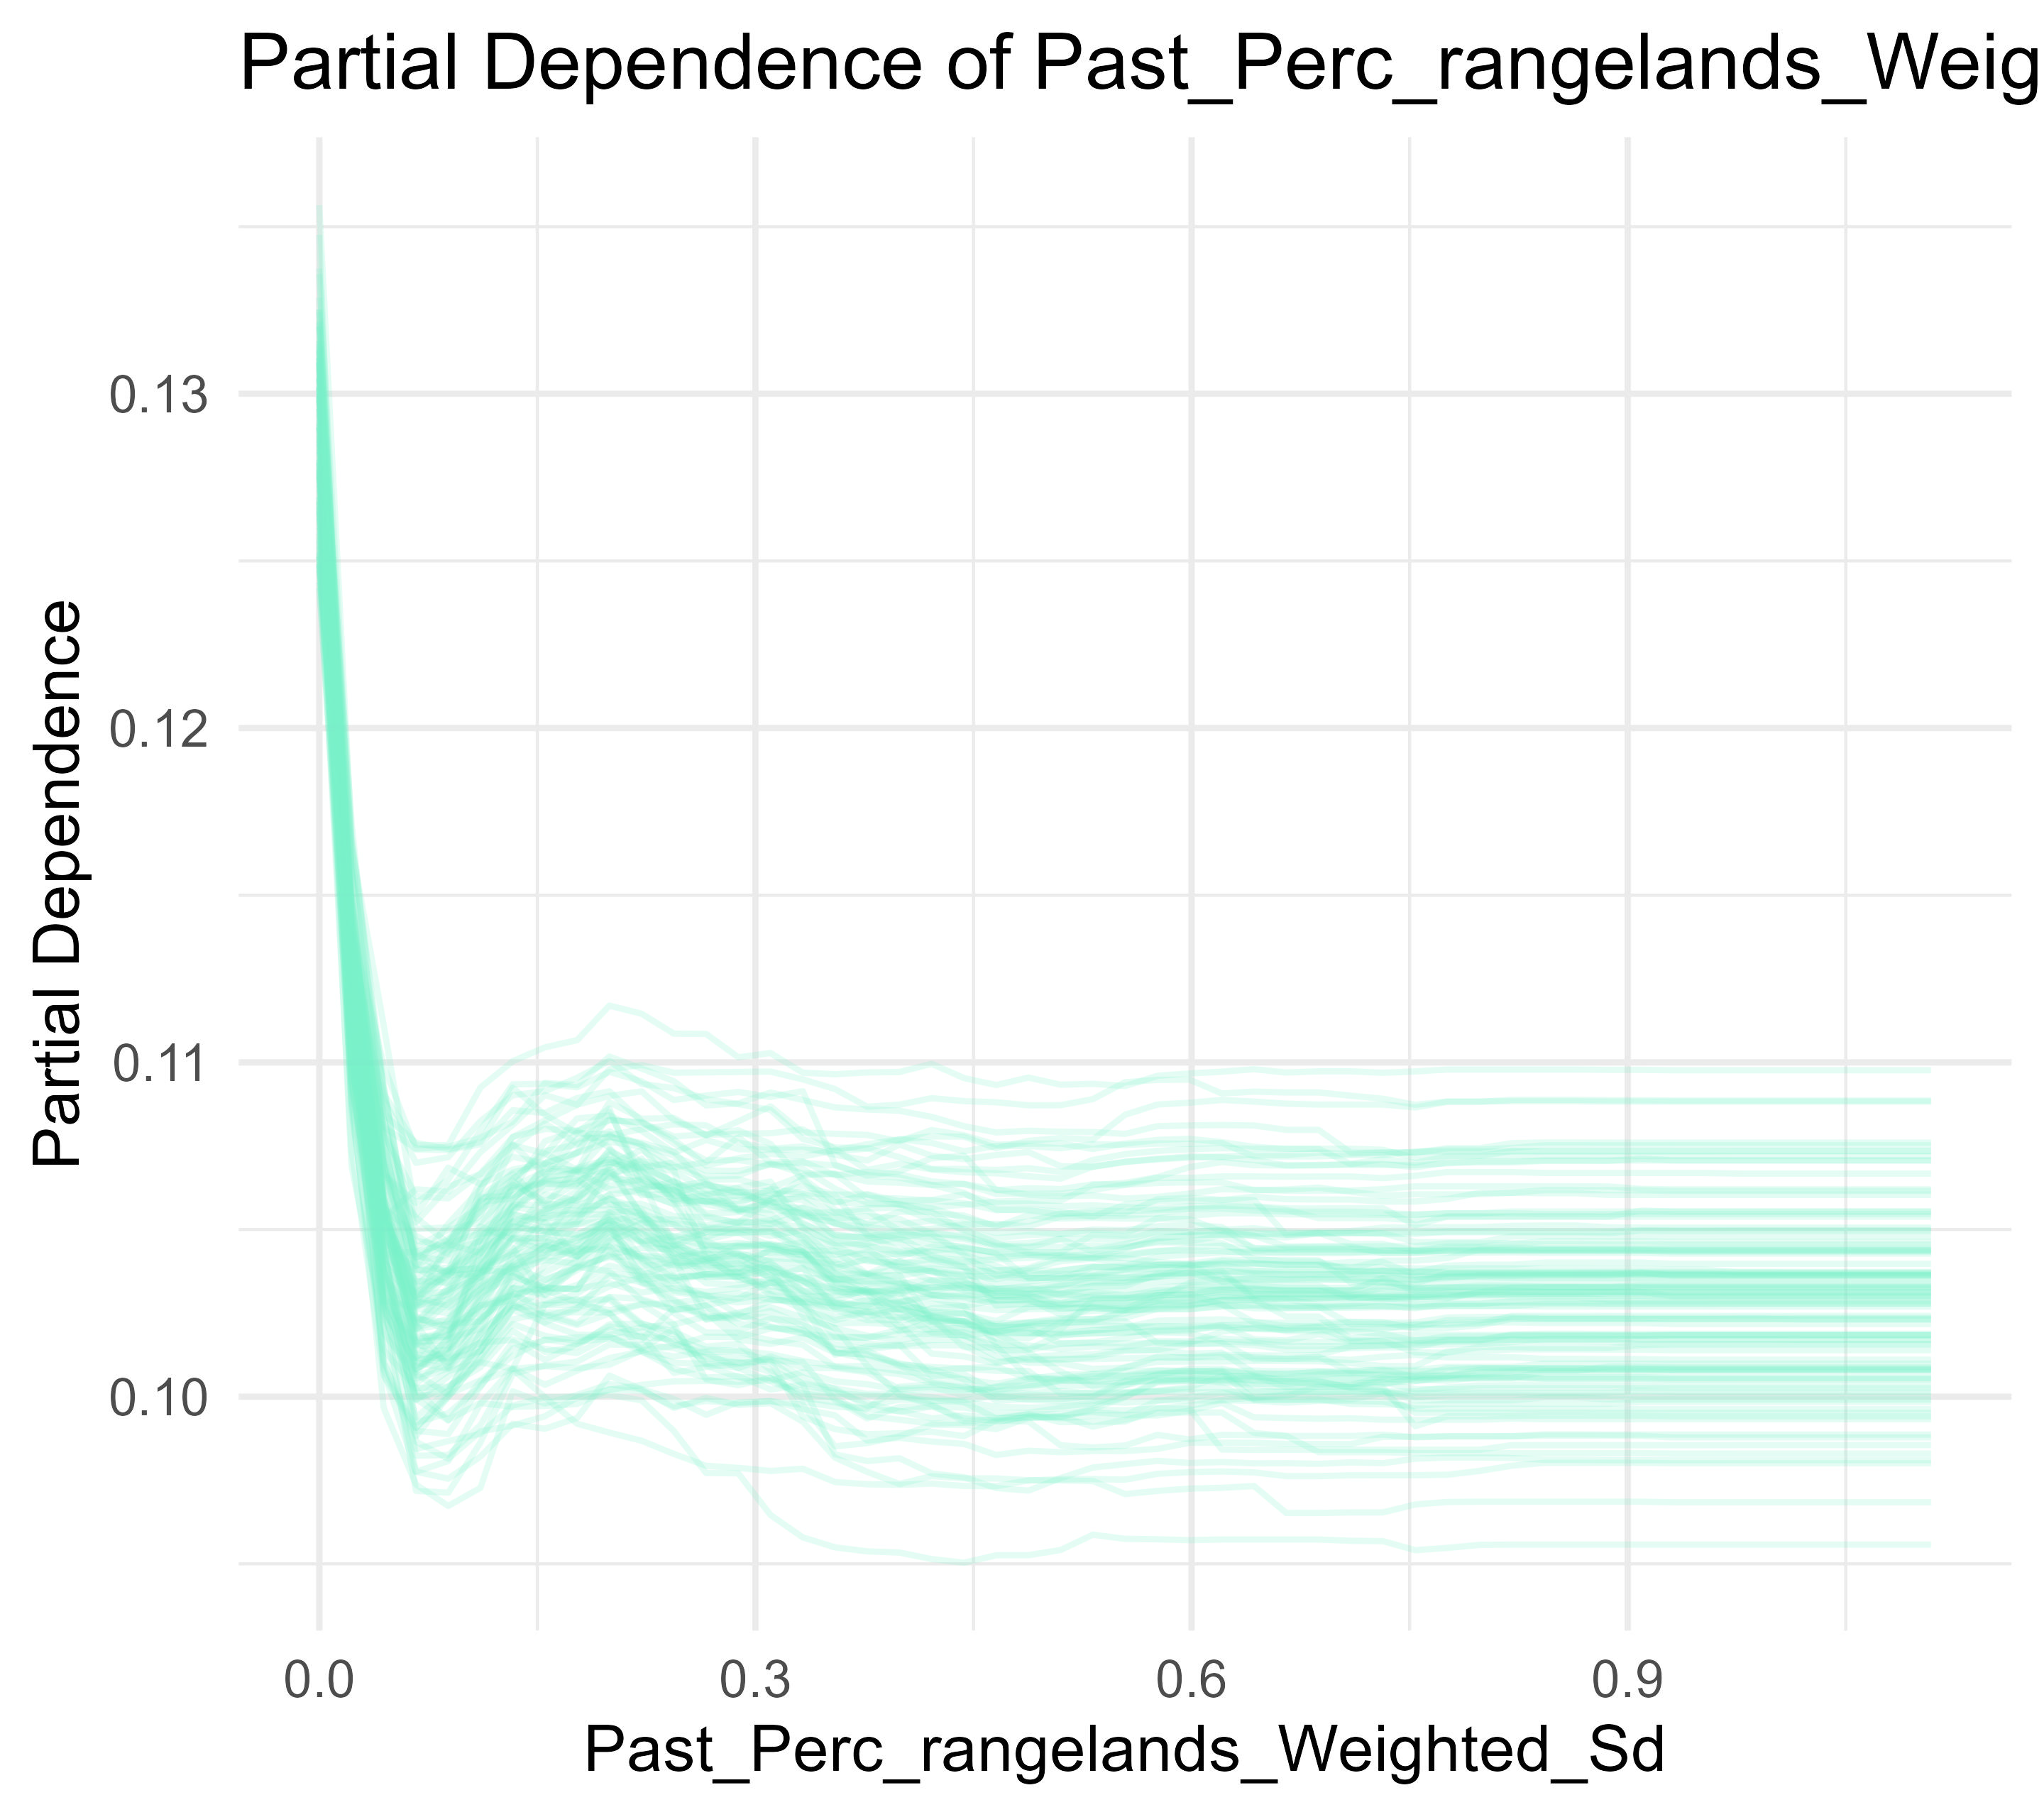 Partial Dependence of Past_Perc_rangelands_Weig
Partial Dependence
0.13
0.12
0.11
0.10
0.0 0.3 0.6 0.9
Past_Perc_rangelands_Weighted_Sd